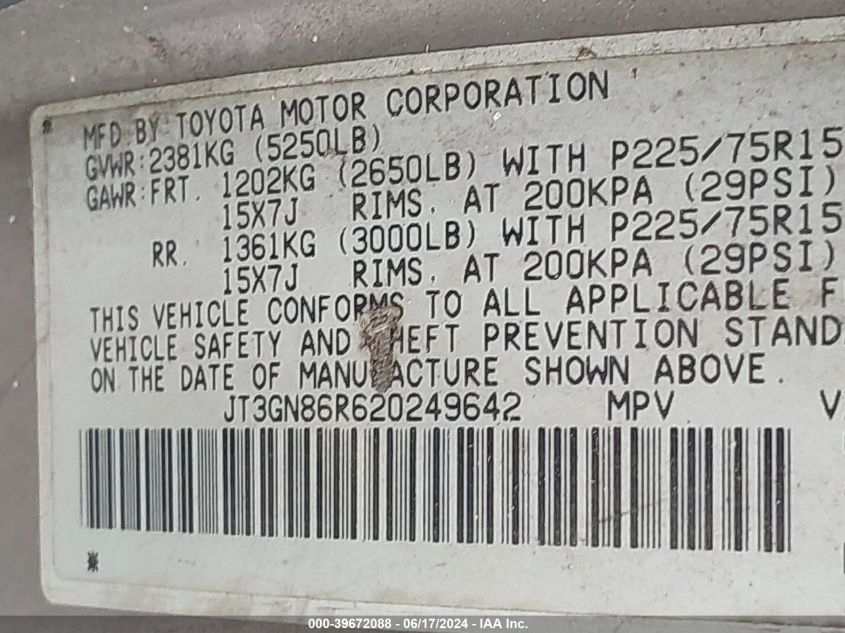 MFD.BY:TOYOTA MOTOR CORPORATION
GVWR:2381KG (5250LB)
GAWR:FRT. 1202KG (2650LB) WITH P225/75R15
15X7J RIMS. AT 200KPA (29PSI)
RR. 1361KG (3000LB) WITH P225/75R15
15X7J RIMS. AT 200KPA (29PSI)
THIS VEHICLE CONFORMS TO ALL APPLICABLE F
VEHICLE SAFETY AND THEFT PREVENTION STAND
ON THE DATE OF MANUFACTURE SHOWN ABOVE.
JT3GN86R620249642 MPV V
000-39672088 - 06/17/2024 - IAA Inc.